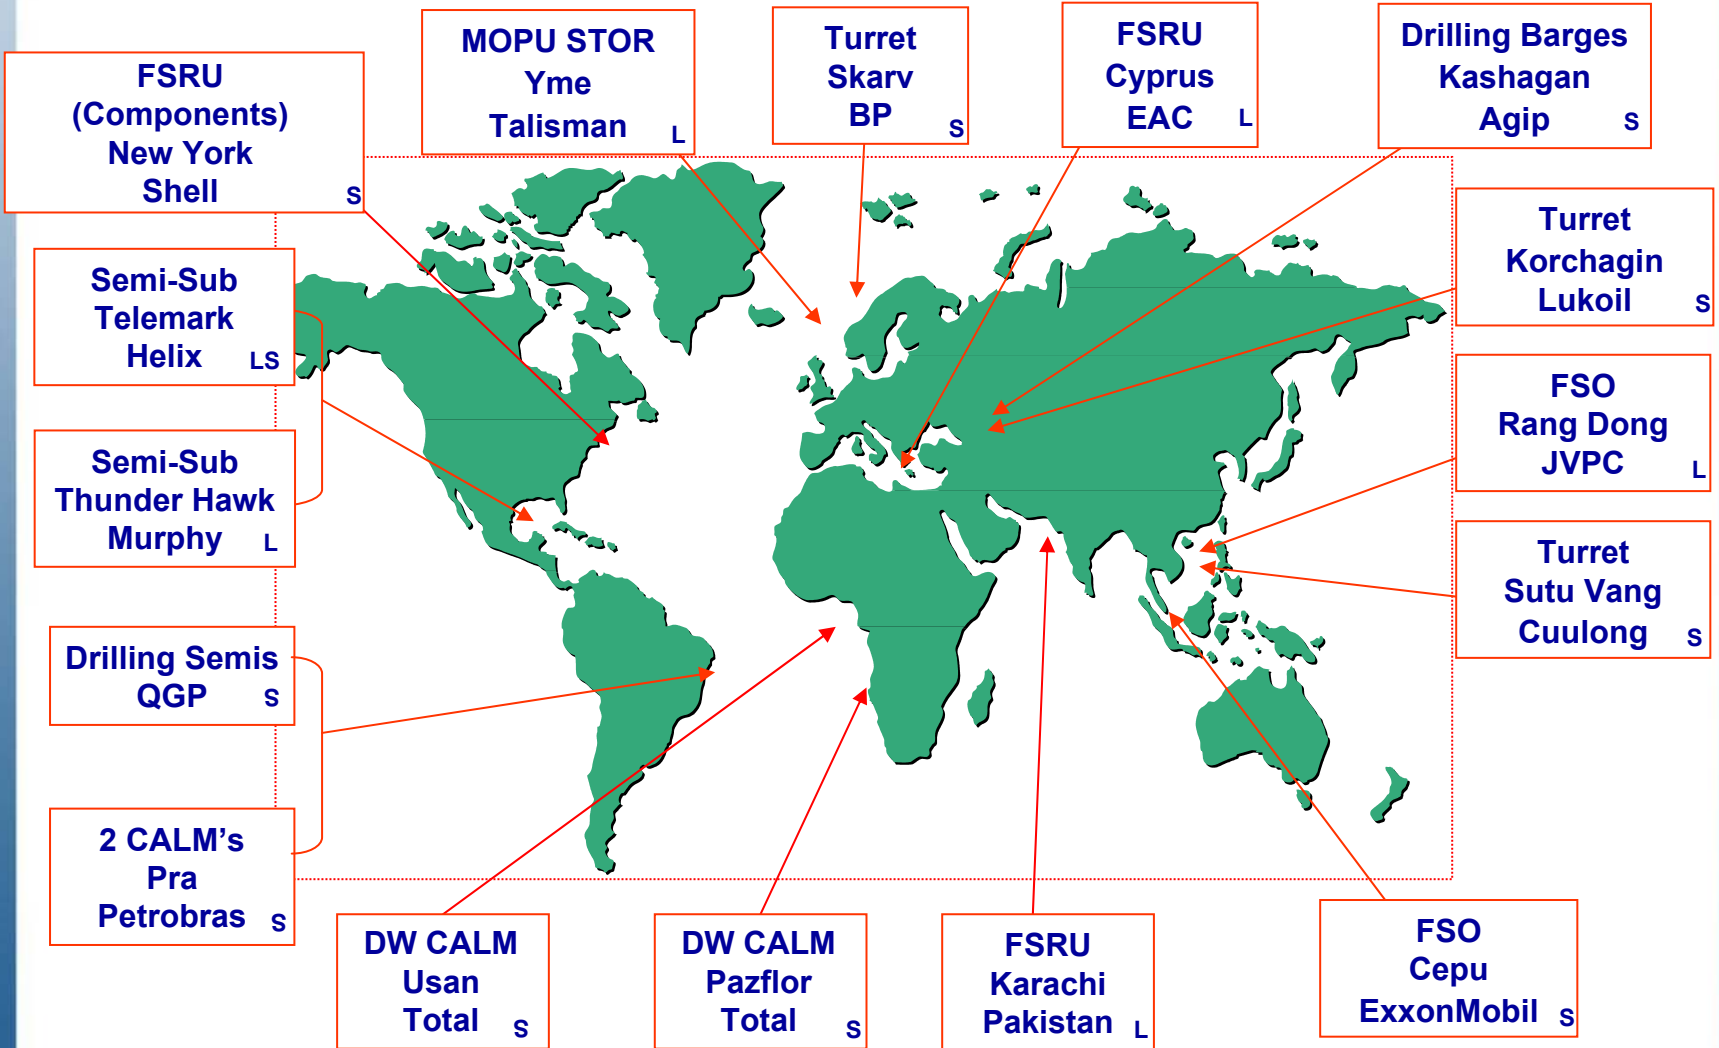 MOPU STOR
Yme
Talisman L
Turret
Skarv
BP S
FSRU
Cyprus
EAC L
Drilling Barges
Kashagan
Agip S
FSRU
(Components)
New York
Shell S
Turret
Korchagin
Lukoil S
Semi-Sub
Telemark
Helix LS
FSO
Rang Dong
JVPC L
Semi-Sub
Thunder Hawk
Murphy L
Turret
Sutu Vang
Cuulong S
Drilling Semis
QGP S
2 CALM’s
Pra
Petrobras S
DW CALM
Usan
Total S
DW CALM
Pazflor
Total S
FSRU
Karachi
Pakistan L
FSO
Cepu
ExxonMobil S